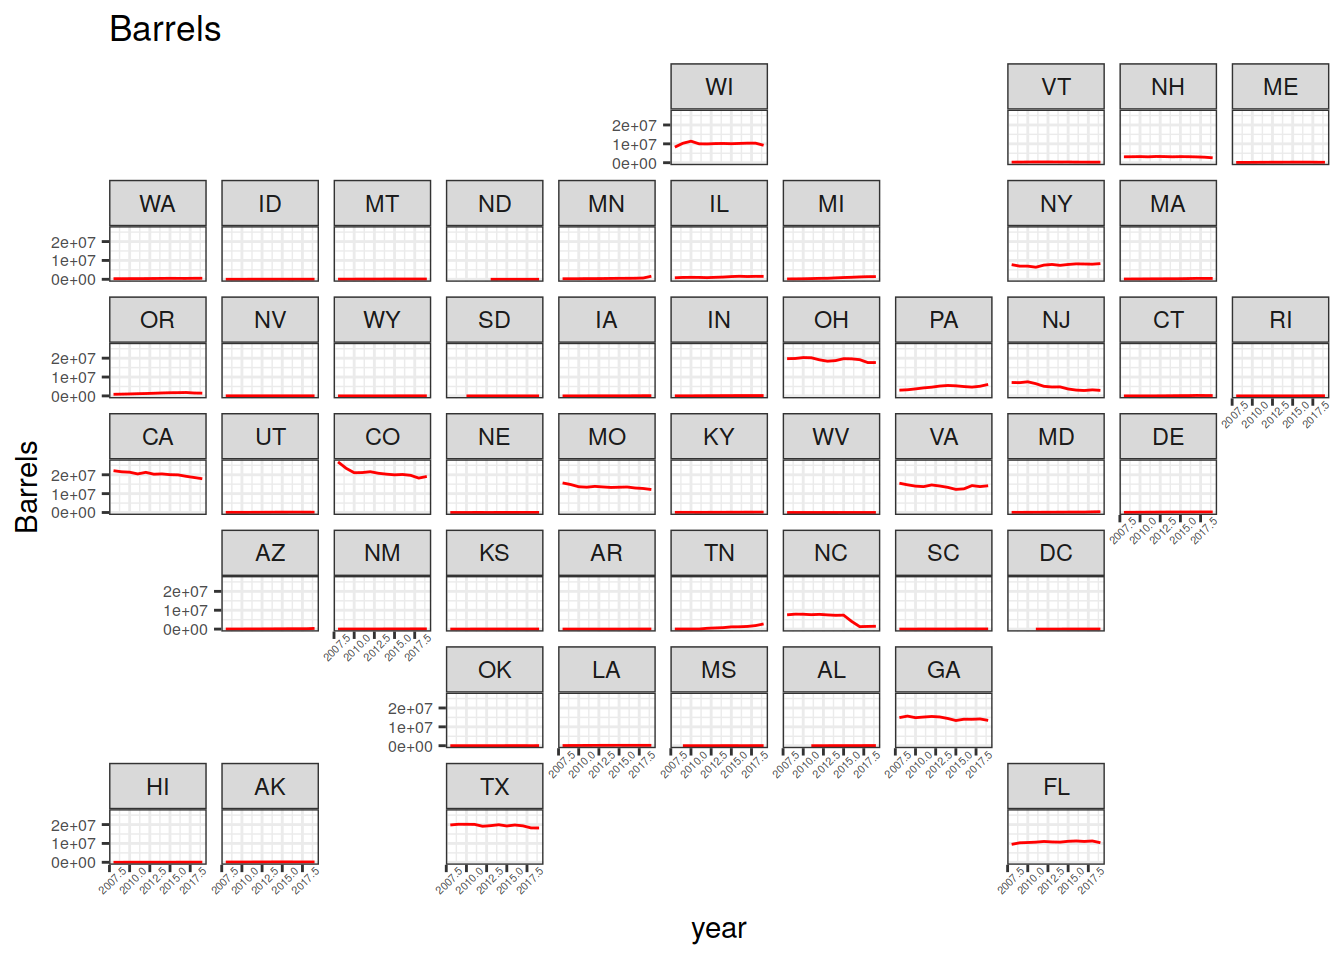 Barrels
WI VT NH ME
2e+07
1e+07
0e+00
WA ID MT ND MN IL MI NY MA
2e+07
1e+07
0e+00
OR NV WY SD IA IN OH PA NJ CT RI
2e+07
1e+07
0e+00
2007.5 2010.0 2012.5 2015.0 2017.5
CA UT CO NE MO KY WV VA MD DE
2e+07
1e+07
0e+00
2007.5 2010.0 2012.5 2015.0 2017.5
AZ NM KS AR TN NC SC DC
2e+07
1e+07
0e+00
2007.5 2010.0 2012.5 2015.0 2017.5
OK LA MS AL GA
2e+07
1e+07
0e+00
2007.5 2010.0 2012.5 2015.0 2017.5 2007.5 2010.0 2012.5 2015.0 2017.5 2007.5 2010.0 2012.5 2015.0 2017.5 2007.5 2010.0 2012.5 2015.0 2017.5
HI AK TX FL
2e+07
1e+07
0e+00
2007.5 2010.0 2012.5 2015.0 2017.5 2007.5 2010.0 2012.5 2015.0 2017.5 2007.5 2010.0 2012.5 2015.0 2017.5 2007.5 2010.0 2012.5 2015.0 2017.5
Barrels
year